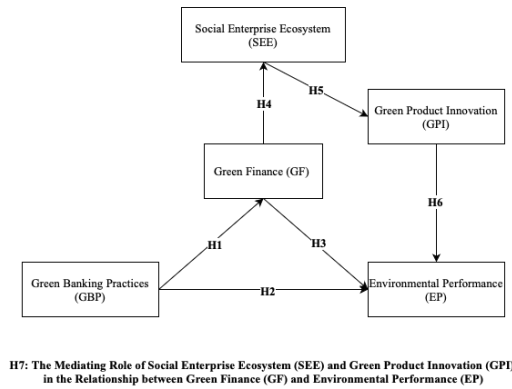 Social Enterprise Ecosystem
(SEE)
H4
H5
Green Product Innovation
(GPI)
Green Finance (GF)
H6
H1
H3
Green Banking Practices
(GBP)
H2
Environmental Performance
(EP)
H7: The Mediating Role of Social Enterprise Ecosystem (SEE) and Green Product Innovation (GPI)
in the Relationship between Green Finance (GF) and Environmental Performance (EP)